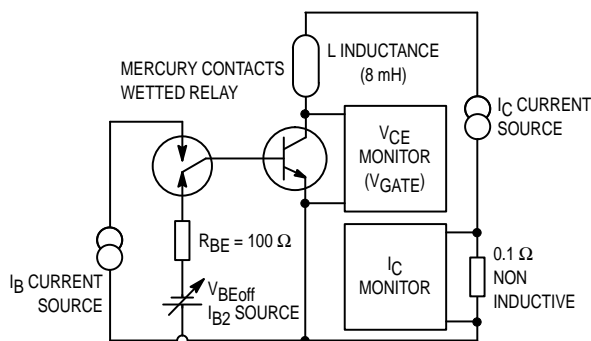 L INDUCTANCE
(8 mH)
MERCURY CONTACTS
WETTED RELAY
IC CURRENT
SOURCE
VCE
MONITOR
(VGATE)
RBE = 100 Ω
IB CURRENT
SOURCE
VBEoff
IB2 SOURCE
IC
MONITOR
0.1 Ω
NON
INDUCTIVE